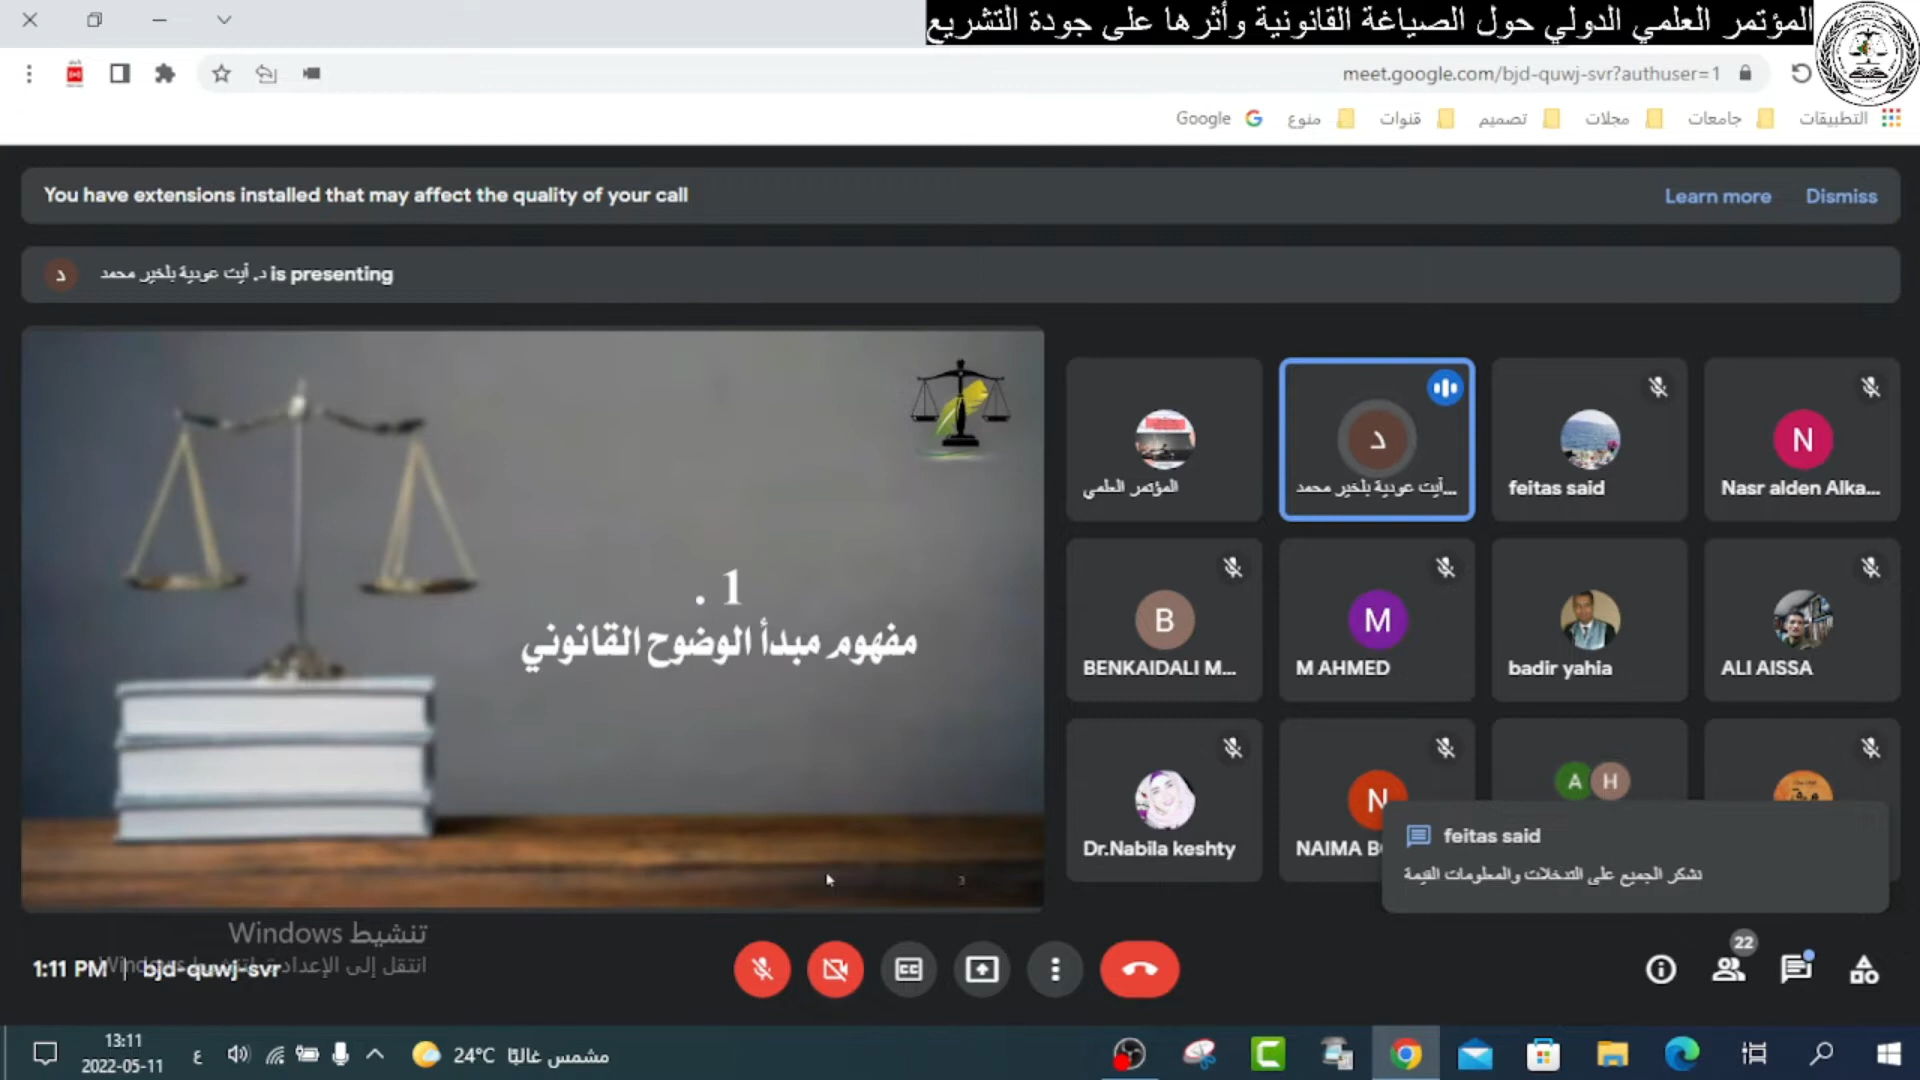 المؤتمر العلمي الدولي حول الصياغة القانونية وأثرها على جودة التشريع
meet.google.com/bjd-quwj-svr?authuser=1
التطبيقات جامعات مجلات تصميم قنوات منوع Google
You have extensions installed that may affect the quality of your call
Learn more Dismiss
د
د. أيت عودية بلخير محمد is presenting
1 .
مفهوم مبدأ الوضوح القانوني
3
المؤتمر العلمي
د
أيت عودية بلخير محمد...
feitas said
N
Nasr alden Alka...
B
BENKAIDALI M...
M
M AHMED
badir yahia
ALI AISSA
Dr.Nabila keshty
N
NAIMA B
A H
feitas said
نشكر الجميع على التدخلات والمعلومات القيمة
تنشيط Windows
انتقل إلى الإعدادات لتنشيط Windows
1:11 PM | bjd-quwj-svr
22
13:11
2022-05-11
ع
24°C مشمس غالبًا